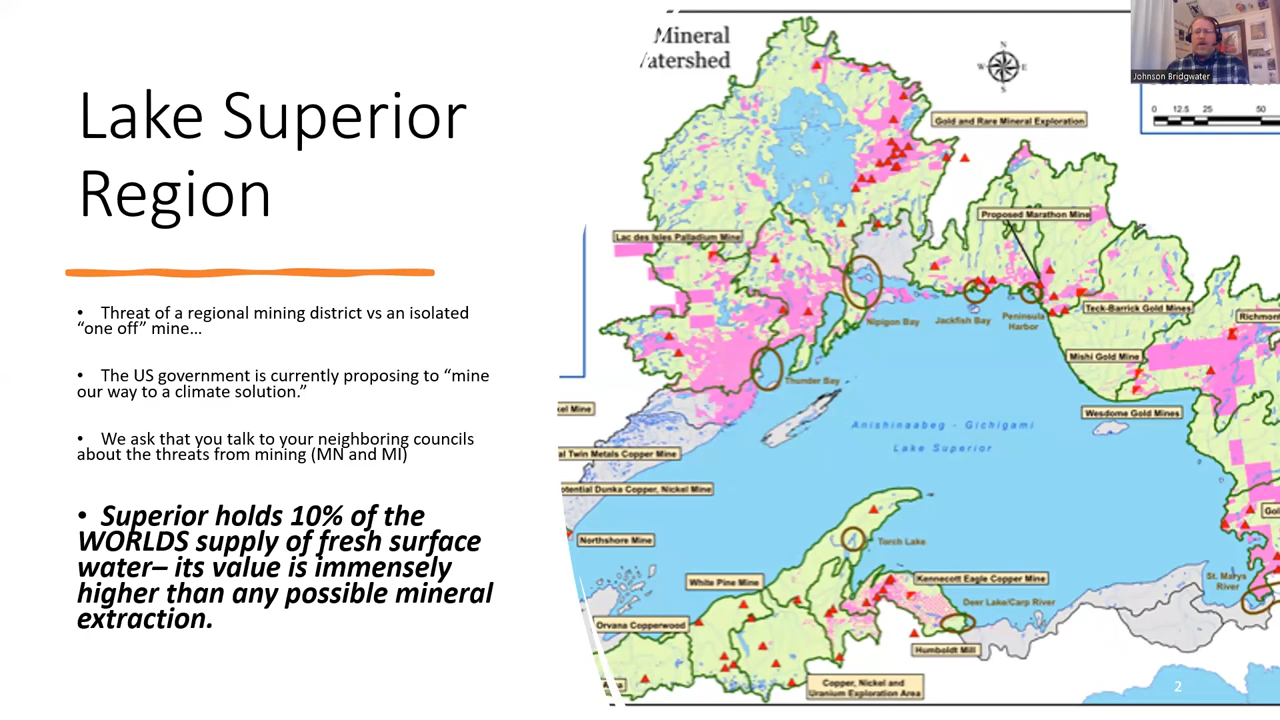 Lake Superior
Region
• Threat of a regional mining district vs an isolated
“one off” mine...
• The US government is currently proposing to “mine
our way to a climate solution.”
• We ask that you talk to your neighboring councils
about the threats from mining (MN and MI)
• Superior holds 10% of the
WORLDS supply of fresh surface
water– its value is immensely
higher than any possible mineral
extraction.
Mineral
Watershed
N
W E
S
Johnson Bridgwater
0 12.5 25 50
Gold and Rare Mineral Exploration
Proposed Marathon Mine
Lac des Isles Palladium Mine
Teck-Barrick Gold Mines
Nipigon Bay
Jackfish Bay
Peninsula
Harbor
Mishi Gold Mine
Thunder Bay
Wesdome Gold Mines
Anishinaabeg - Gichigami
Lake Superior
Twin Metals Copper Mine
Dunka Copper, Nickel Mine
Northshore Mine
Torch Lake
White Pine Mine
Kennecott Eagle Copper Mine
St. Marys
River
Deer Lake/Carp River
Orvana Copperwood
Humboldt Mill
Copper, Nickel and
Uranium Exploration Area
2